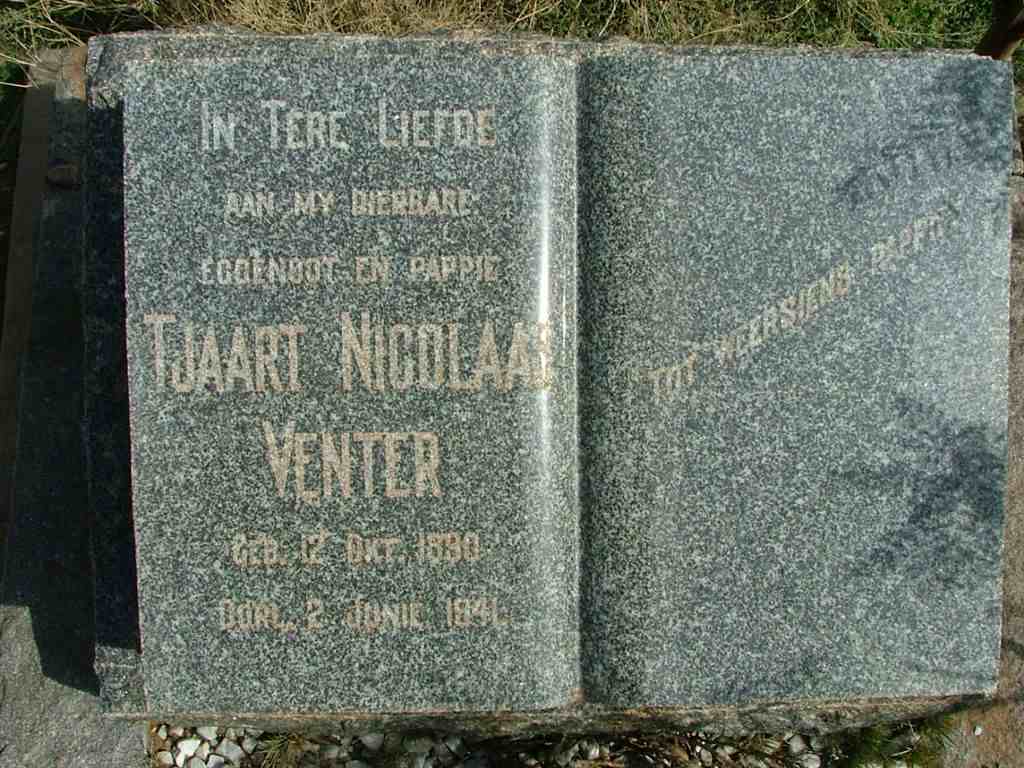 IN TERE LIEFDE
AAN MY DIERBARE
EGGENOOT EN PAPPIE
TJAART NICOLAAS
VENTER
GEB. 12 OKT. 1890
OORL. 2 JUNIE 1941.
"TOT WEERSIENS PAPPIE"